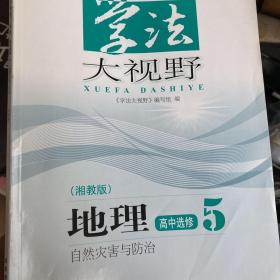 学法
大视野
XUEFA DASHIYE
《学法大视野》编写组 编
(湘教版)
地理 高中选修 5
自然灾害与防治